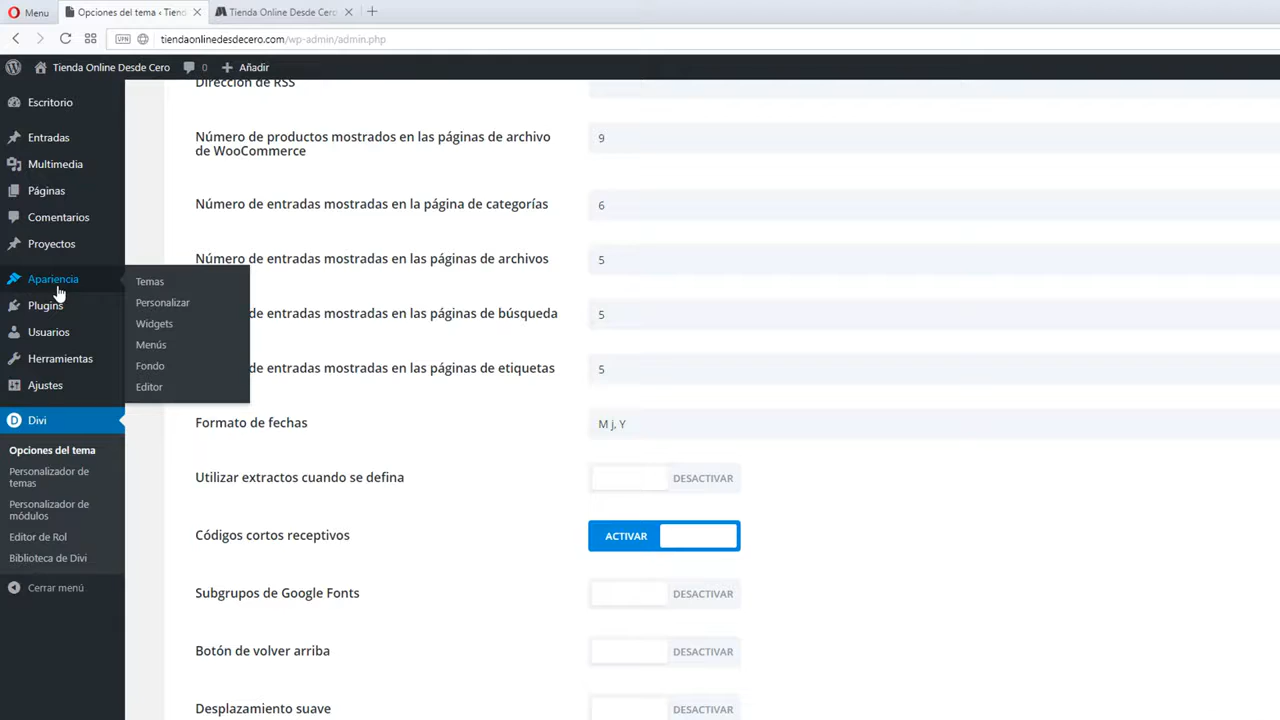 Menu
Opciones del tema ‹ Tiend
Tienda Online Desde Cero
VPN
tiendaonlinedesdecero.com/wp-admin/admin.php
Tienda Online Desde Cero
0
Añadir
Escritorio
Entradas
Multimedia
Páginas
Comentarios
Proyectos
Apariencia
Plugins
Usuarios
Herramientas
Ajustes
Divi
Opciones del tema
Personalizador de
temas
Personalizador de
módulos
Editor de Rol
Biblioteca de Divi
Cerrar menú
Temas
Personalizar
Widgets
Menús
Fondo
Editor
Dirección de RSS
Número de productos mostrados en las páginas de archivo
de WooCommerce
9
Número de entradas mostradas en la página de categorías
6
Número de entradas mostradas en las páginas de archivos
5
de entradas mostradas en las páginas de búsqueda
5
de entradas mostradas en las páginas de etiquetas
5
Formato de fechas
M j, Y
Utilizar extractos cuando se defina
DESACTIVAR
Códigos cortos receptivos
ACTIVAR
Subgrupos de Google Fonts
DESACTIVAR
Botón de volver arriba
DESACTIVAR
Desplazamiento suave
DESACTIVAR